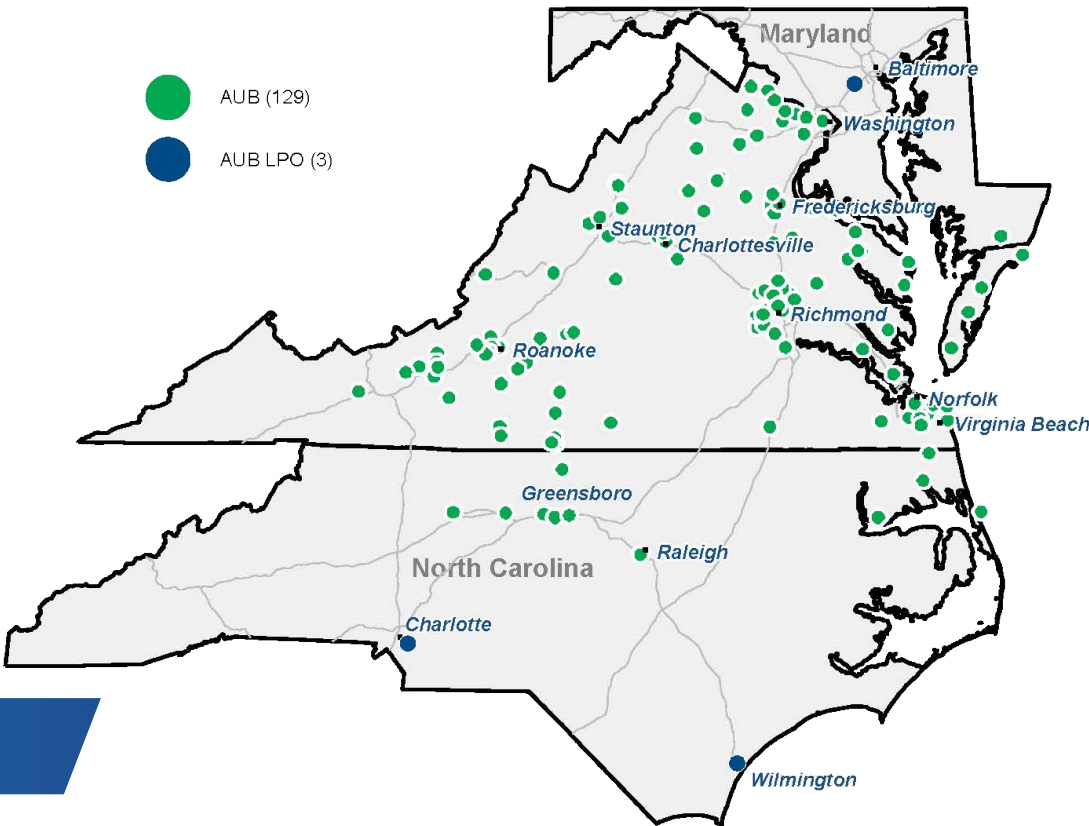 Maryland
Baltimore
AUB (129)
Washington
AUB LPO (3)
Fredericksburg
Staunton
Charlottesville
Richmond
Roanoke
Norfolk
Virginia Beach
Greensboro
Raleigh
North Carolina
Charlotte
Wilmington